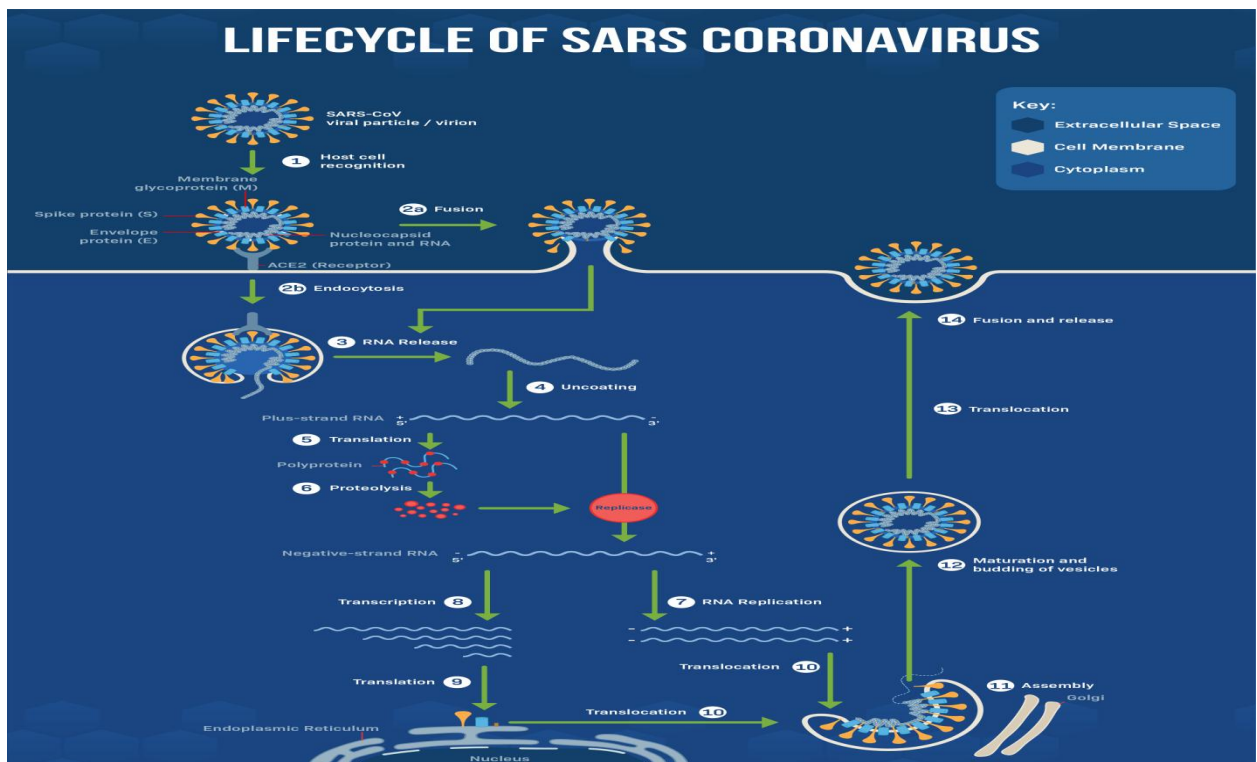 LIFECYCLE OF SARS CORONAVIRUS
Key:
Extracellular Space
Cell Membrane
Cytoplasm
SARS-CoV
viral particle / virion
1 Host cell
recognition
Membrane
glycoprotein (M)
Spike protein (S)
Envelope
protein (E)
Nucleocapsid
protein and RNA
ACE2 (Receptor)
2a Fusion
2b Endocytosis
3 RNA Release
4 Uncoating
Plus-strand RNA
+
5'
-
3'
5 Translation
Polyprotein
6 Proteolysis
Replicase
Negative-strand RNA
-
5'
+
3'
Transcription 8
7 RNA Replication
- +
- +
Translation 9
Translocation 10
Translocation 10
Endoplasmic Reticulum
Nucleus
11 Assembly
Golgi
12 Maturation and
budding of vesicles
13 Translocation
14 Fusion and release